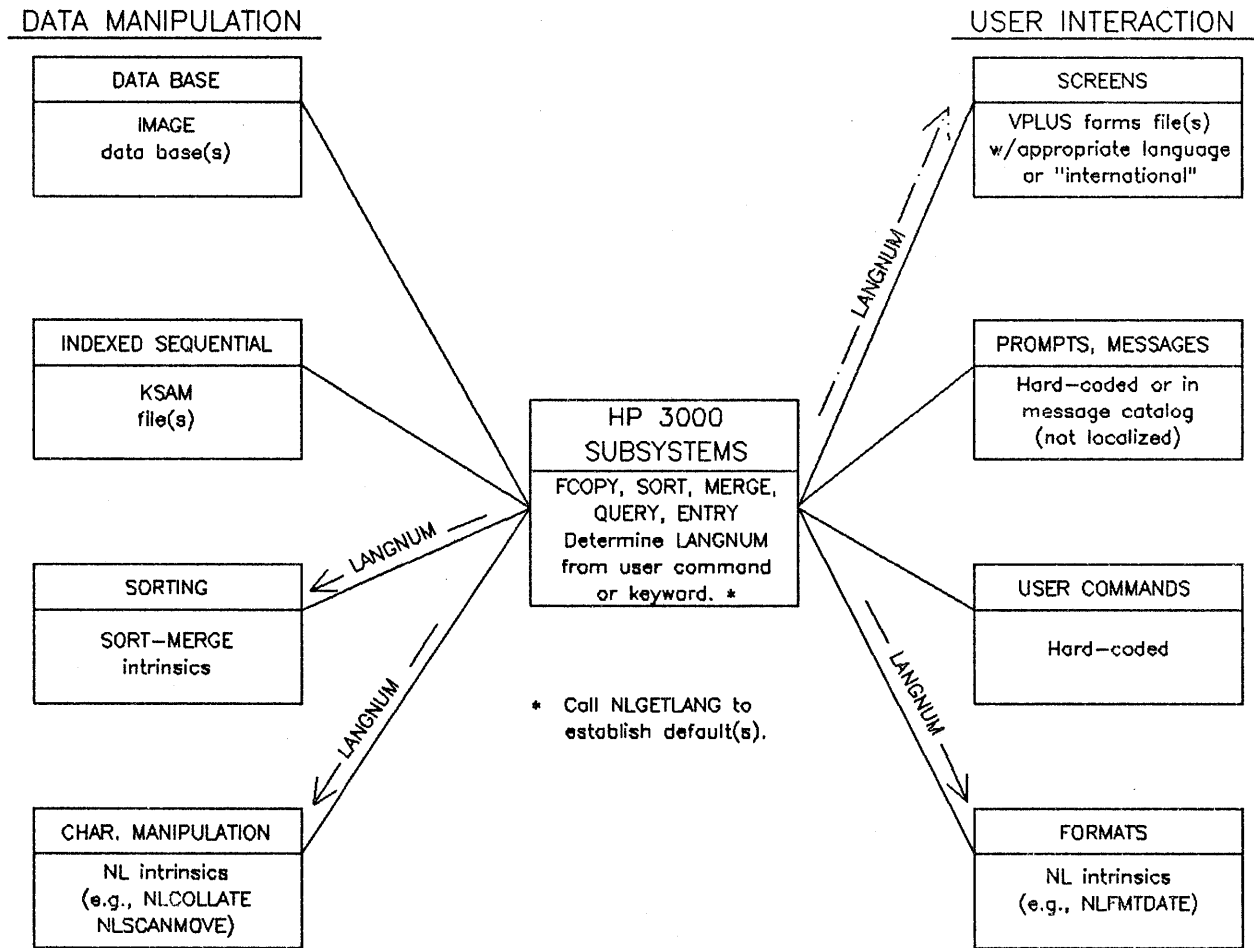 DATA MANIPULATION
USER INTERACTION
DATA BASE
IMAGE
data base(s)
INDEXED SEQUENTIAL
KSAM
file(s)
SORTING
SORT-MERGE
intrinsics
CHAR. MANIPULATION
NL intrinsics
(e.g., NLCOLLATE
NLSCANMOVE)
LANGNUM
LANGNUM
HP 3000
SUBSYSTEMS
FCOPY, SORT, MERGE,
QUERY, ENTRY
Determine LANGNUM
from user command
or keyword. *
* Call NLGETLANG to
establish default(s).
LANGNUM
LANGNUM
SCREENS
VPLUS forms file(s)
w/appropriate language
or "international"
PROMPTS, MESSAGES
Hard-coded or in
message catalog
(not localized)
USER COMMANDS
Hard-coded
FORMATS
NL intrinsics
(e.g., NLFMTDATE)